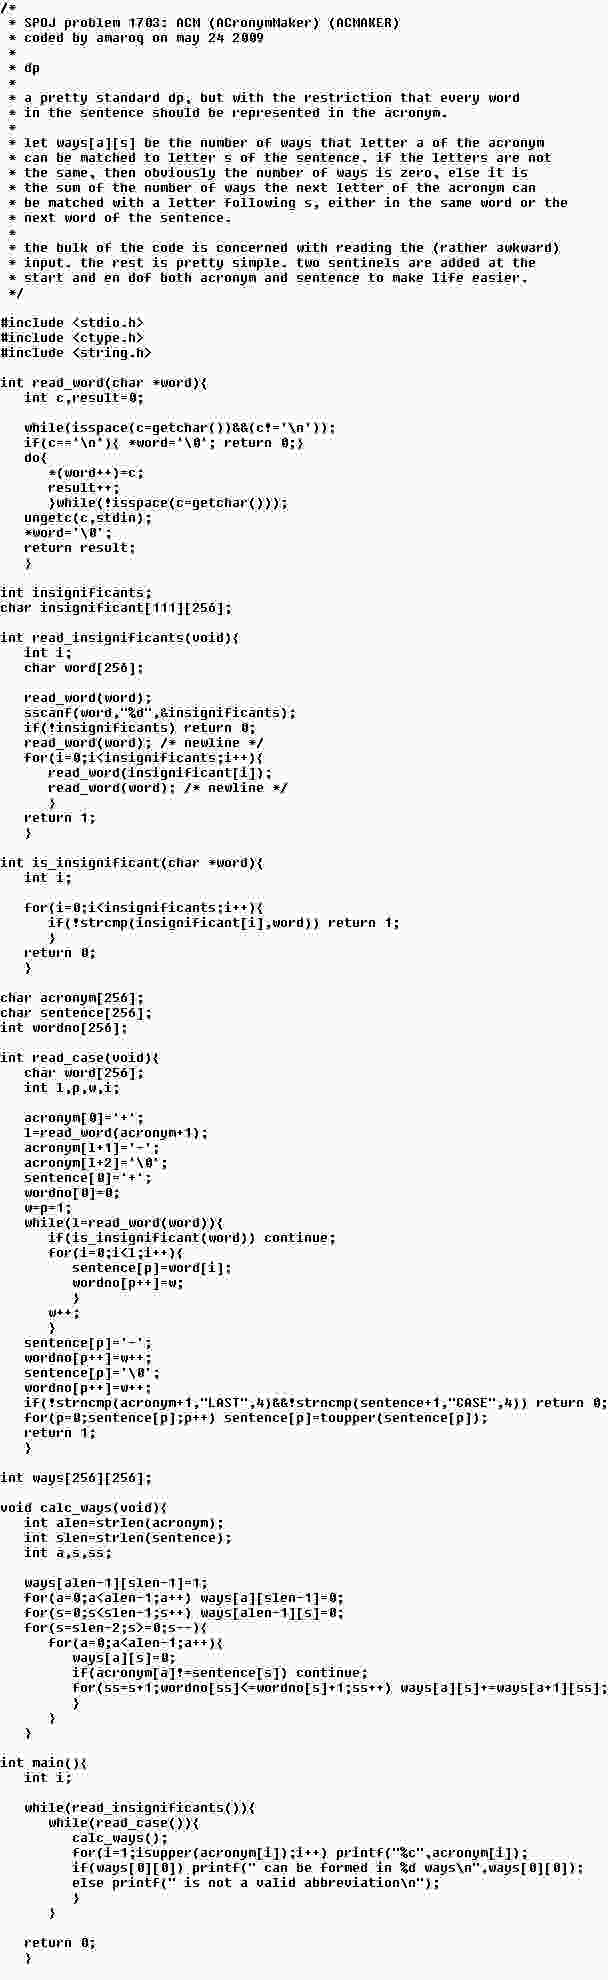 /*
 * SPOJ problem 1703: ACM (ACronymMaker) (ACMAKER)
 * coded by amaroq on may 24 2009
 *
 * dp
 *
 * a pretty standard dp, but with the restriction that every word
 * in the sentence should be represented in the acronym.
 *
 * let ways[a][s] be the number of ways that letter a of the acronym
 * can be matched to letter s of the sentence. if the letters are not
 * the same, then obviously the number of ways is zero, else it is
 * the sum of the number of ways the next letter of the acronym can
 * be matched with a letter following s, either in the same word or the
 * next word of the sentence.
 *
 * the bulk of the code is concerned with reading the (rather awkward)
 * input. the rest is pretty simple. two sentinels are added at the
 * start and en dof both acronym and sentence to make life easier.
 */

#include <stdio.h>
#include <ctype.h>
#include <string.h>

int read_word(char *word){
   int c,result=0;

   while(isspace(c=getchar())&&(c!='\n'));
   if(c=='\n'){ *word='\0'; return 0;}
   do{
      *(word++)=c;
      result++;
      }while(!isspace(c=getchar()));
   ungetc(c,stdin);
   *word='\0';
   return result;
   }

int insignificants;
char insignificant[111][256];

int read_insignificants(void){
   int i;
   char word[256];

   read_word(word);
   sscanf(word,"%d",&insignificants);
   if(!insignificants) return 0;
   read_word(word); /* newline */
   for(i=0;i<insignificants;i++){
      read_word(insignificant[i]);
      read_word(word); /* newline */
      }
   return 1;
   }

int is_insignificant(char *word){
   int i;

   for(i=0;i<insignificants;i++){
      if(!strcmp(insignificant[i],word)) return 1;
      }
   return 0;
   }

char acronym[256];
char sentence[256];
int wordno[256];

int read_case(void){
   char word[256];
   int l,p,w,i;

   acronym[0]='+';
   l=read_word(acronym+1);
   acronym[l+1]='-';
   acronym[l+2]='\0';
   sentence[0]='+';
   wordno[0]=0;
   w=p=1;
   while(l=read_word(word)){
      if(is_insignificant(word)) continue;
      for(i=0;i<l;i++){
         sentence[p]=word[i];
         wordno[p++]=w;
         }
      w++;
      }
   sentence[p]='-';
   wordno[p++]=w++;
   sentence[p]='\0';
   wordno[p++]=w++;
   if(!strncmp(acronym+1,"LAST",4)&&!strncmp(sentence+1,"CASE",4)) return 0;
   for(p=0;sentence[p];p++) sentence[p]=toupper(sentence[p]);
   return 1;
   }

int ways[256][256];

void calc_ways(void){
   int alen=strlen(acronym);
   int slen=strlen(sentence);
   int a,s,ss;

   ways[alen-1][slen-1]=1;
   for(a=0;a<alen-1;a++) ways[a][slen-1]=0;
   for(s=0;s<slen-1;s++) ways[alen-1][s]=0;
   for(s=slen-2;s>=0;s--){
      for(a=0;a<alen-1;a++){
         ways[a][s]=0;
         if(acronym[a]!=sentence[s]) continue;
         for(ss=s+1;wordno[ss]<=wordno[s]+1;ss++) ways[a][s]+=ways[a+1][ss];
         }
      }
   }

int main(){
   int i;

   while(read_insignificants()){
      while(read_case()){
         calc_ways();
         for(i=1;isupper(acronym[i]);i++) printf("%c",acronym[i]);
         if(ways[0][0]) printf(" can be formed in %d ways\n",ways[0][0]);
         else printf(" is not a valid abbreviation\n");
         }
      }

   return 0;
   }